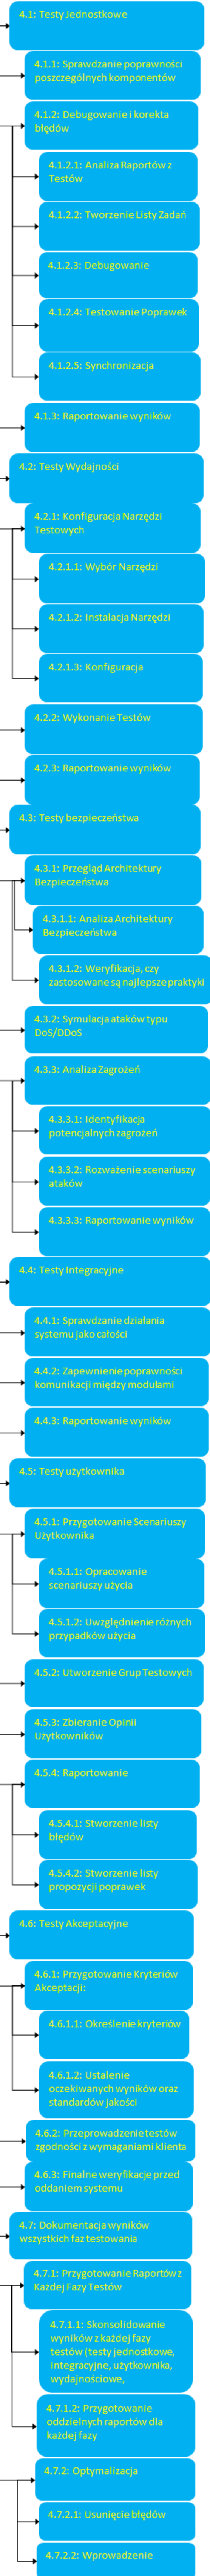 4.1: Testy Jednostkowe
4.1.1: Sprawdzanie poprawności
poszczególnych komponentów
4.1.2: Debugowanie i korekta
błędów
4.1.2.1: Analiza Raportów z
Testów
4.1.2.2: Tworzenie Listy Zadań
4.1.2.3: Debugowanie
4.1.2.4: Testowanie Poprawek
4.1.2.5: Synchronizacja
4.1.3: Raportowanie wyników
4.2: Testy Wydajności
4.2.1: Konfiguracja Narzędzi
Testowych
4.2.1.1: Wybór Narzędzi
4.2.1.2: Instalacja Narzędzi
4.2.1.3: Konfiguracja
4.2.2: Wykonanie Testów
4.2.3: Raportowanie wyników
4.3: Testy bezpieczeństwa
4.3.1: Przegląd Architektury
Bezpieczeństwa
4.3.1.1: Analiza Architektury
Bezpieczeństwa
4.3.1.2: Weryfikacja, czy
zastosowane są najlepsze praktyki
4.3.2: Symulacja ataków typu
DoS/DDoS
4.3.3: Analiza Zagrożeń
4.3.3.1: Identyfikacja
potencjalnych zagrożeń
4.3.3.2: Rozważenie scenariuszy
ataków
4.3.3.3: Raportowanie wyników
4.4: Testy Integracyjne
4.4.1: Sprawdzanie działania
systemu jako całości
4.4.2: Zapewnienie poprawności
komunikacji między modułami
4.4.3: Raportowanie wyników
4.5: Testy użytkownika
4.5.1: Przygotowanie Scenariuszy
Użytkownika
4.5.1.1: Opracowanie
scenariuszy użycia
4.5.1.2: Uwzględnienie różnych
przypadków użycia
4.5.2: Utworzenie Grup Testowych
4.5.3: Zbieranie Opinii
Użytkowników
4.5.4: Raportowanie
4.5.4.1: Stworzenie listy
błędów
4.5.4.2: Stworzenie listy
propozycji poprawek
4.6: Testy Akceptacyjne
4.6.1: Przygotowanie Kryteriów
Akceptacji:
4.6.1.1: Określenie kryteriów
4.6.1.2: Ustalenie
oczekiwanych wyników oraz
standardów jakości
4.6.2: Przeprowadzenie testów
zgodności z wymaganiami klienta
4.6.3: Finalne weryfikacje przed
oddaniem systemu
4.7: Dokumentacja wyników
wszystkich faz testowania
4.7.1: Przygotowanie Raportów z
Każdej Fazy Testów
4.7.1.1: Skonsolidowanie
wyników z każdej fazy
testów (testy jednostkowe,
integracyjne, użytkownika,
wydajnościowe,
4.7.1.2: Przygotowanie
oddzielnych raportów dla
każdej fazy
4.7.2: Optymalizacja
4.7.2.1: Usunięcie błędów
4.7.2.2: Wprowadzenie